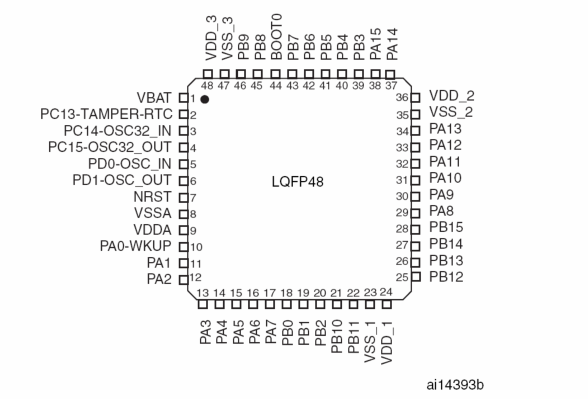 VDD_3
VSS_3
PB9
PB8
BOOT0
PB7
PB6
PB5
PB4
PB3
PA15
PA14
48 47 46 45 44 43 42 41 40 39 38 37
VBAT 1
PC13-TAMPER-RTC 2
PC14-OSC32_IN 3
PC15-OSC32_OUT 4
PD0-OSC_IN 5
PD1-OSC_OUT 6
NRST 7
VSSA 8
VDDA 9
PA0-WKUP 10
PA1 11
PA2 12
LQFP48
36 VDD_2
35 VSS_2
34 PA13
33 PA12
32 PA11
31 PA10
30 PA9
29 PA8
28 PB15
27 PB14
26 PB13
25 PB12
13 14 15 16 17 18 19 20 21 22 23 24
PA3
PA4
PA5
PA6
PA7
PB0
PB1
PB2
PB10
PB11
VSS_1
VDD_1
ai14393b